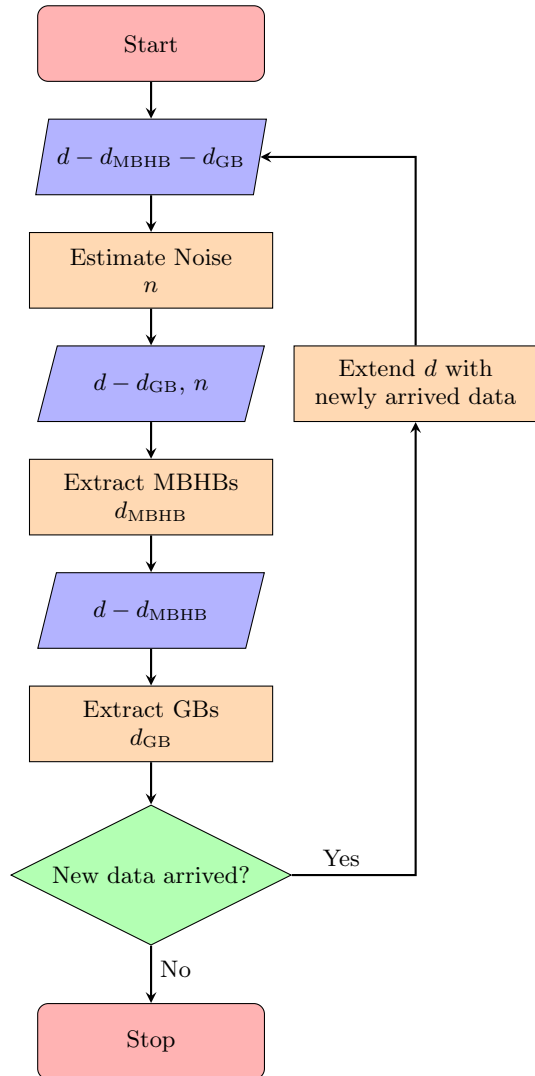 Start
d − d_MBHB − d_GB
Estimate Noise
n
d − d_GB, n
Extend d with
newly arrived data
Extract MBHBs
d_MBHB
d − d_MBHB
Extract GBs
d_GB
New data arrived?
Yes
No
Stop